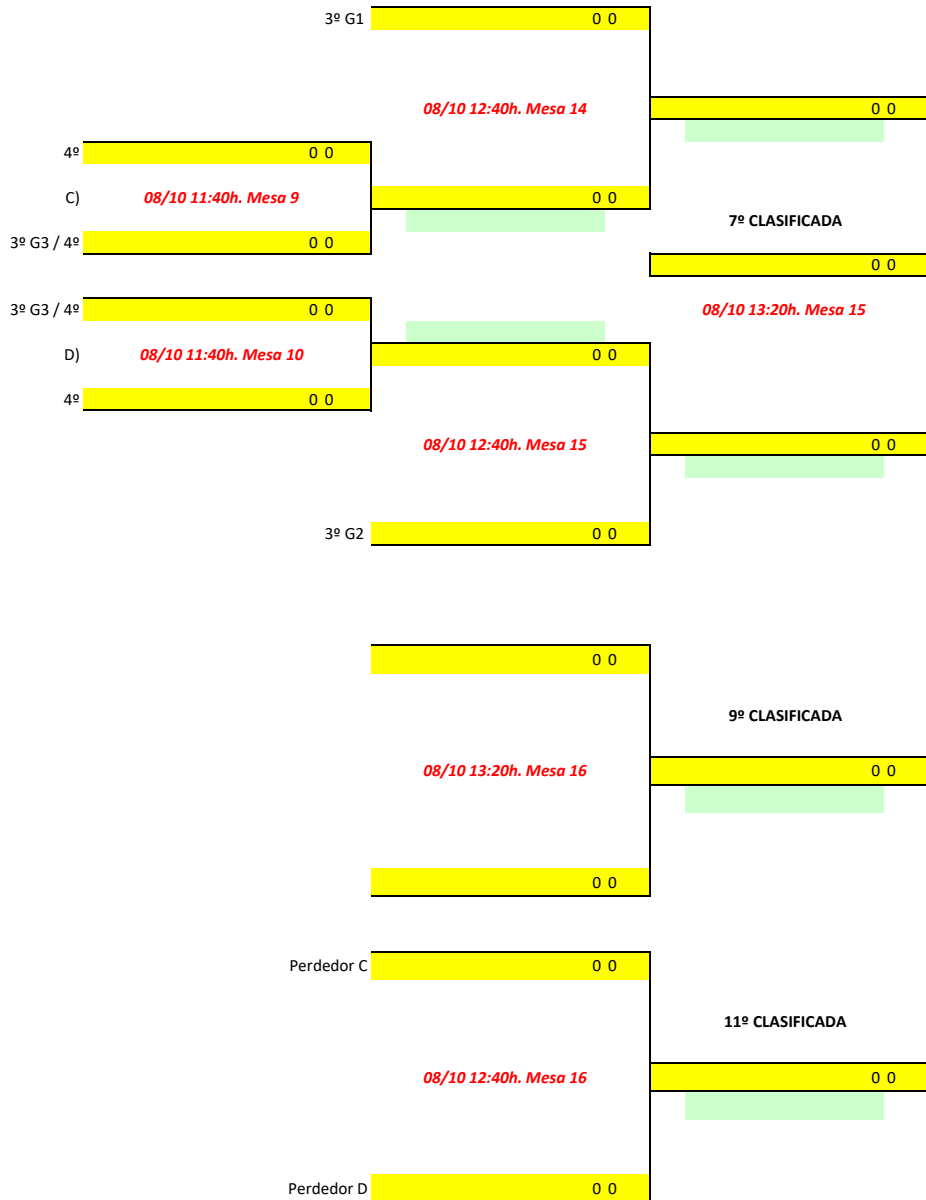 3º G1 0 0
08/10 12:40h. Mesa 14
0 0
4º 0 0
C) 08/10 11:40h. Mesa 9
0 0
7º CLASIFICADA
3º G3 / 4º 0 0
0 0
3º G3 / 4º 0 0
08/10 13:20h. Mesa 15
D) 08/10 11:40h. Mesa 10
0 0
4º 0 0
08/10 12:40h. Mesa 15
0 0
3º G2 0 0
0 0
9º CLASIFICADA
08/10 13:20h. Mesa 16
0 0
0 0
Perdedor C 0 0
11º CLASIFICADA
08/10 12:40h. Mesa 16
0 0
Perdedor D 0 0